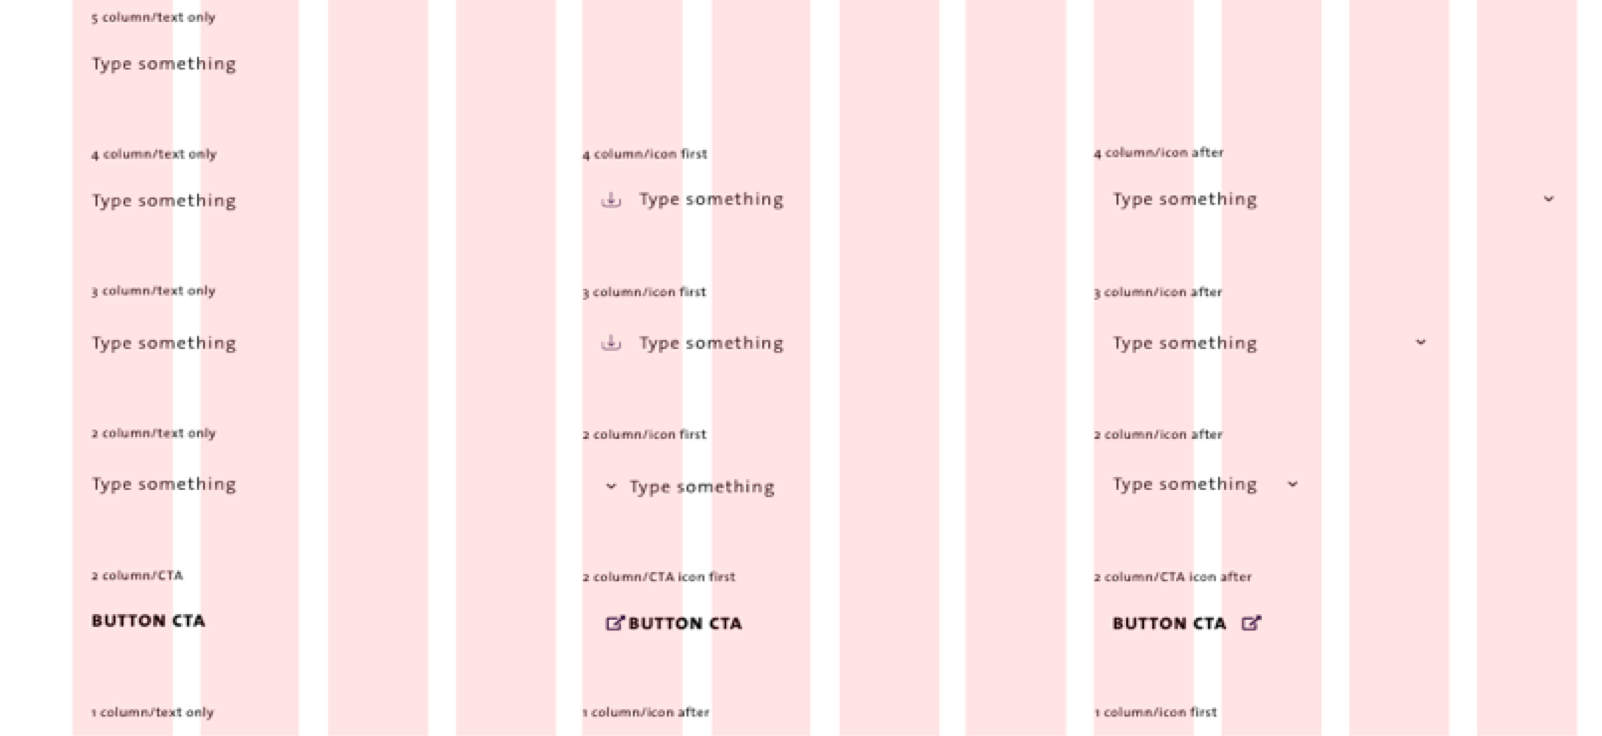 5 column/text only
Type something
4 column/text only
4 column/icon first
4 column/icon after
Type something
Type something
Type something
3 column/text only
3 column/icon first
3 column/icon after
Type something
Type something
Type something
2 column/text only
2 column/icon first
2 column/icon after
Type something
Type something
Type something
2 column/CTA
2 column/CTA icon first
2 column/CTA icon after
BUTTON CTA
BUTTON CTA
BUTTON CTA
1 column/text only
1 column/icon after
1 column/icon first